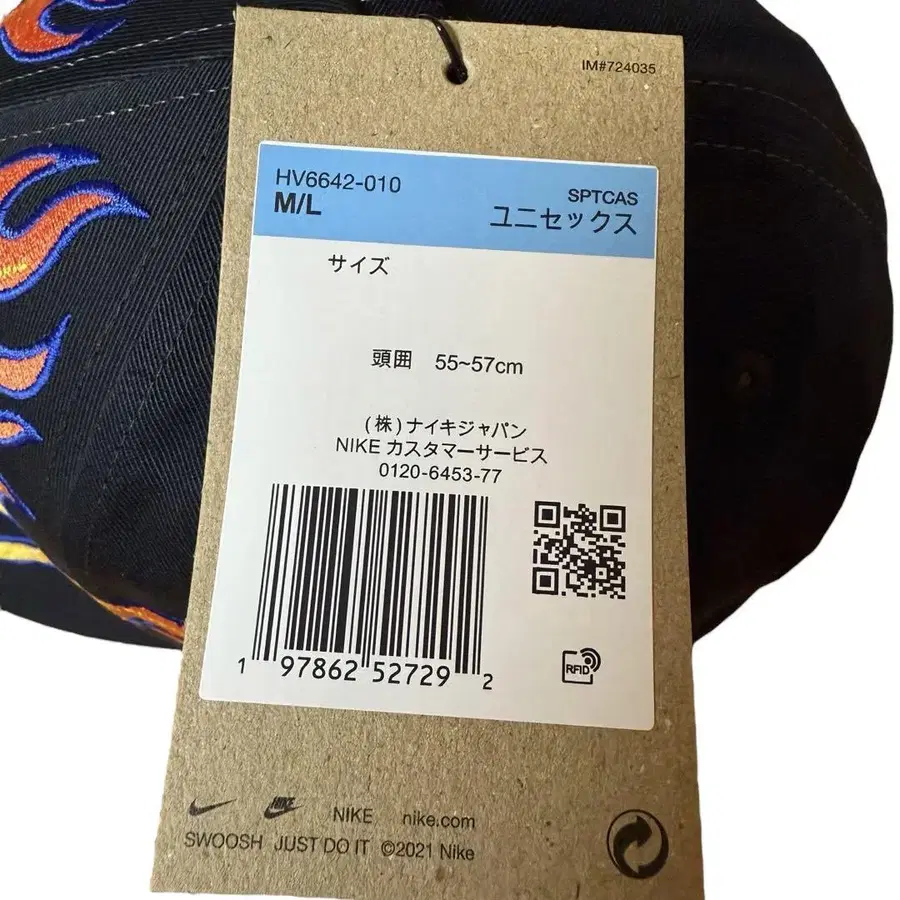 IM#724035
HV6642-010
M/L
SPTCAS
ユニセックス
サイズ
頭囲 55~57cm
(株)ナイキジャパン
NIKE カスタマーサービス
0120-6453-77
1 97862 52729 2
RFID
NIKE nike.com
SWOOSH JUST DO IT ©2021 Nike